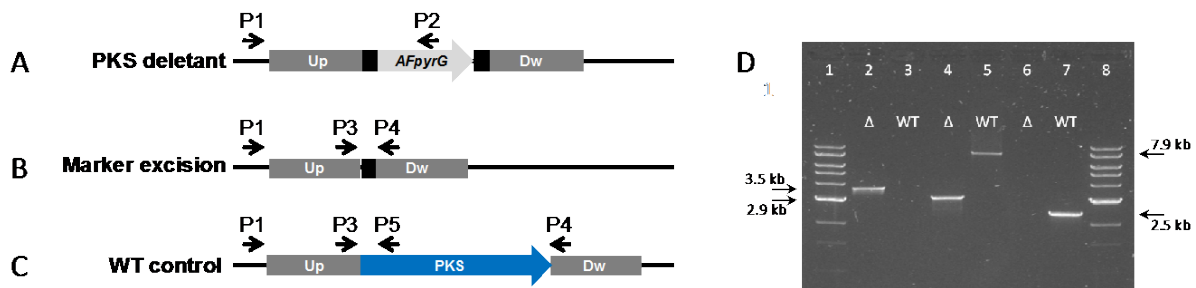 P1 P2
A PKS deletant Up AFpyrG Dw
P1 P3 P4
B Marker excision Up Dw
P1 P3 P5 P4
C WT control Up PKS Dw
D
1.
1 2 3 4 5 6 7 8
Δ WT Δ WT Δ WT
7.9 kb
3.5 kb
2.9 kb
2.5 kb